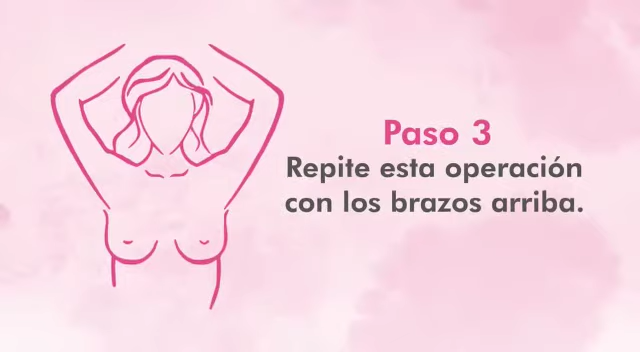 Paso 3
Repite esta operación
con los brazos arriba.